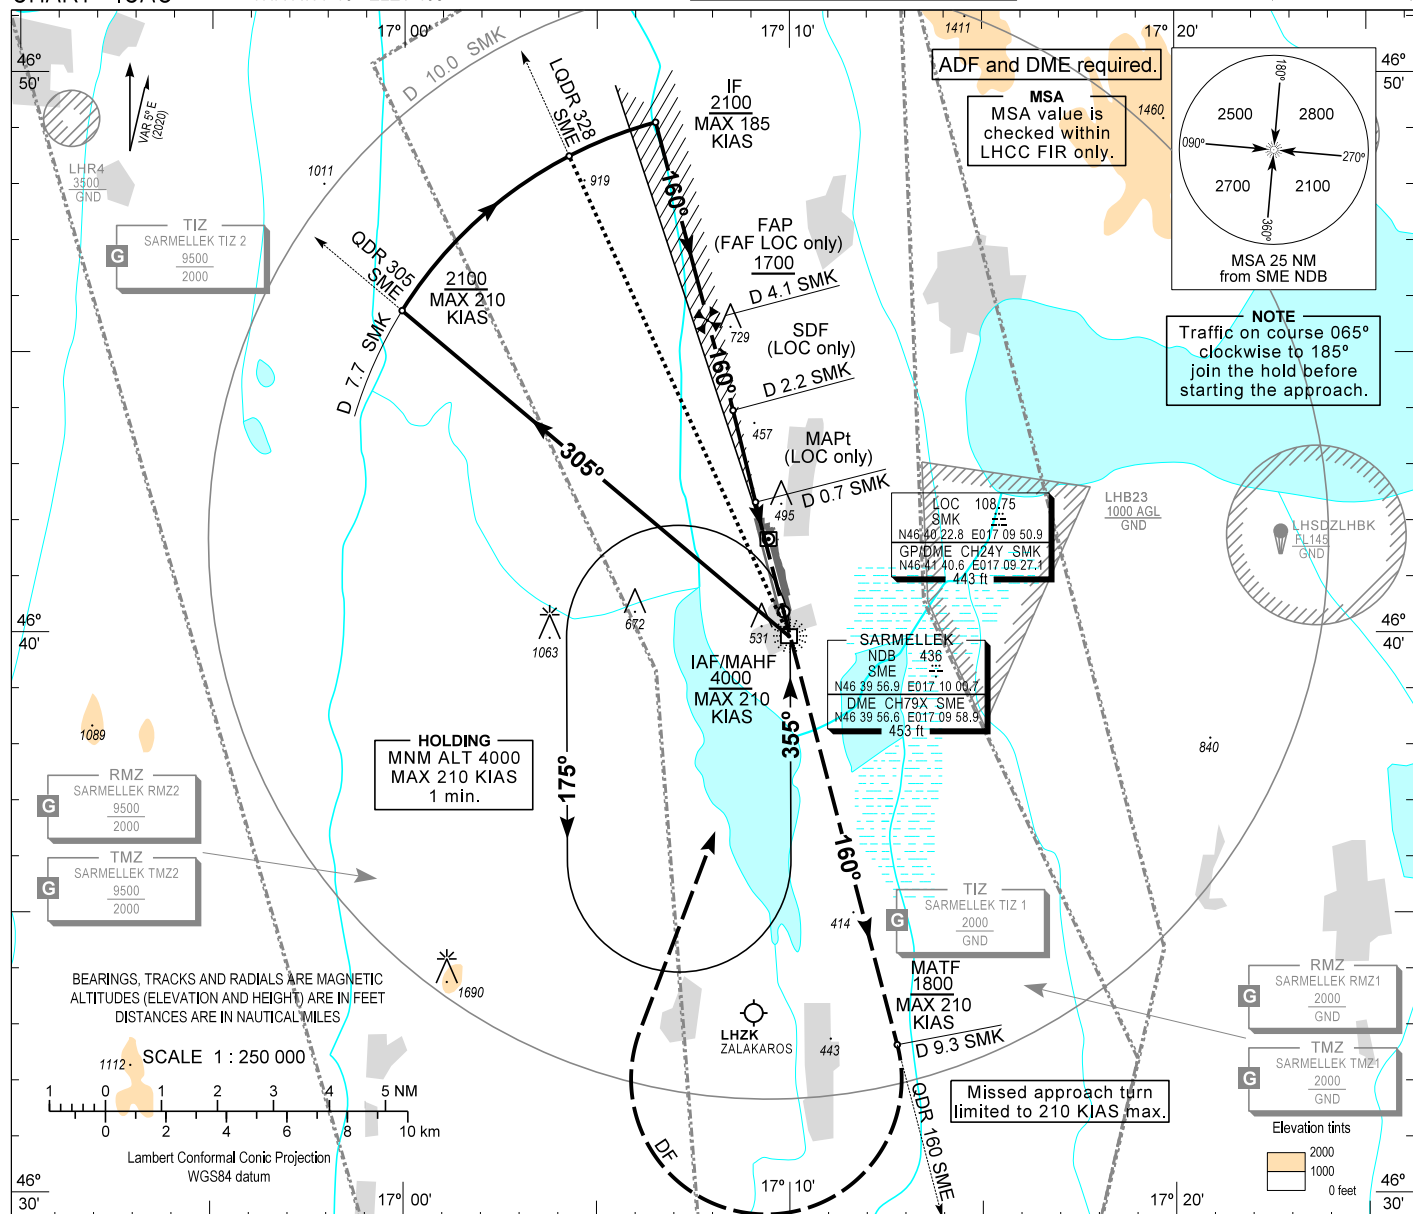 CHART - ICAO
17° 00'
17° 10'
17° 20'
46°
50'
46°
50'
VAR 5° E
(2020)
LHR4
3500
GND
TIZ
SARMELLEK TIZ 2
9500
2000
G
1011
D 10.0 SMK
LQDR 328
SME
919
QDR 305
SME
2100
MAX 210
KIAS
D 7.7 SMK
IF
2100
MAX 185
KIAS
160°
FAP
(FAF LOC only)
1700
D 4.1 SMK
729
160°
SDF
(LOC only)
D 2.2 SMK
457
MAPt
(LOC only)
D 0.7 SMK
495
305°
1411
ADF and DME required.
MSA
MSA value is
checked within
LHCC FIR only.
1460
180°
2500
2800
090°
270°
2700
2100
360°
MSA 25 NM
from SME NDB
NOTE
Traffic on course 065°
clockwise to 185°
join the hold before
starting the approach.
LOC 108.75
SMK
N46 40 22.8 E017 09 50.9
GP/DME CH24Y SMK
N46 41 40.6 E017 09 27.1
443 ft
LHB23
1000 AGL
GND
LHSDZLHBK
FL145
GND
46°
40'
46°
40'
1063
672
531
IAF/MAHF
4000
MAX 210
KIAS
SARMELLEK
NDB 436
SME
N46 39 56.9 E017 10 00.7
DME CH79X SME
N46 39 56.6 E017 09 58.9
453 ft
1089
HOLDING
MNM ALT 4000
MAX 210 KIAS
1 min.
175°
355°
840
RMZ
SARMELLEK RMZ2
9500
2000
G
TMZ
SARMELLEK TMZ2
9500
2000
G
160°
TIZ
SARMELLEK TIZ 1
2000
GND
G
414
1690
BEARINGS, TRACKS AND RADIALS ARE MAGNETIC
ALTITUDES (ELEVATION AND HEIGHT) ARE IN FEET
DISTANCES ARE IN NAUTICAL MILES
MATF
1800
MAX 210
KIAS
D 9.3 SMK
RMZ
SARMELLEK RMZ1
2000
GND
G
TMZ
SARMELLEK TMZ1
2000
GND
G
LHZK
ZALAKAROS
443
SCALE 1 : 250 000
1112
1 0 1 2 3 4 5 NM
0 2 4 6 8 10 km
Lambert Conformal Conic Projection
WGS84 datum
DF
QDR 160 SME
Missed approach turn
limited to 210 KIAS max.
Elevation tints
2000
1000
0 feet
46°
30'
46°
30'
17° 00'
17° 10'
17° 20'